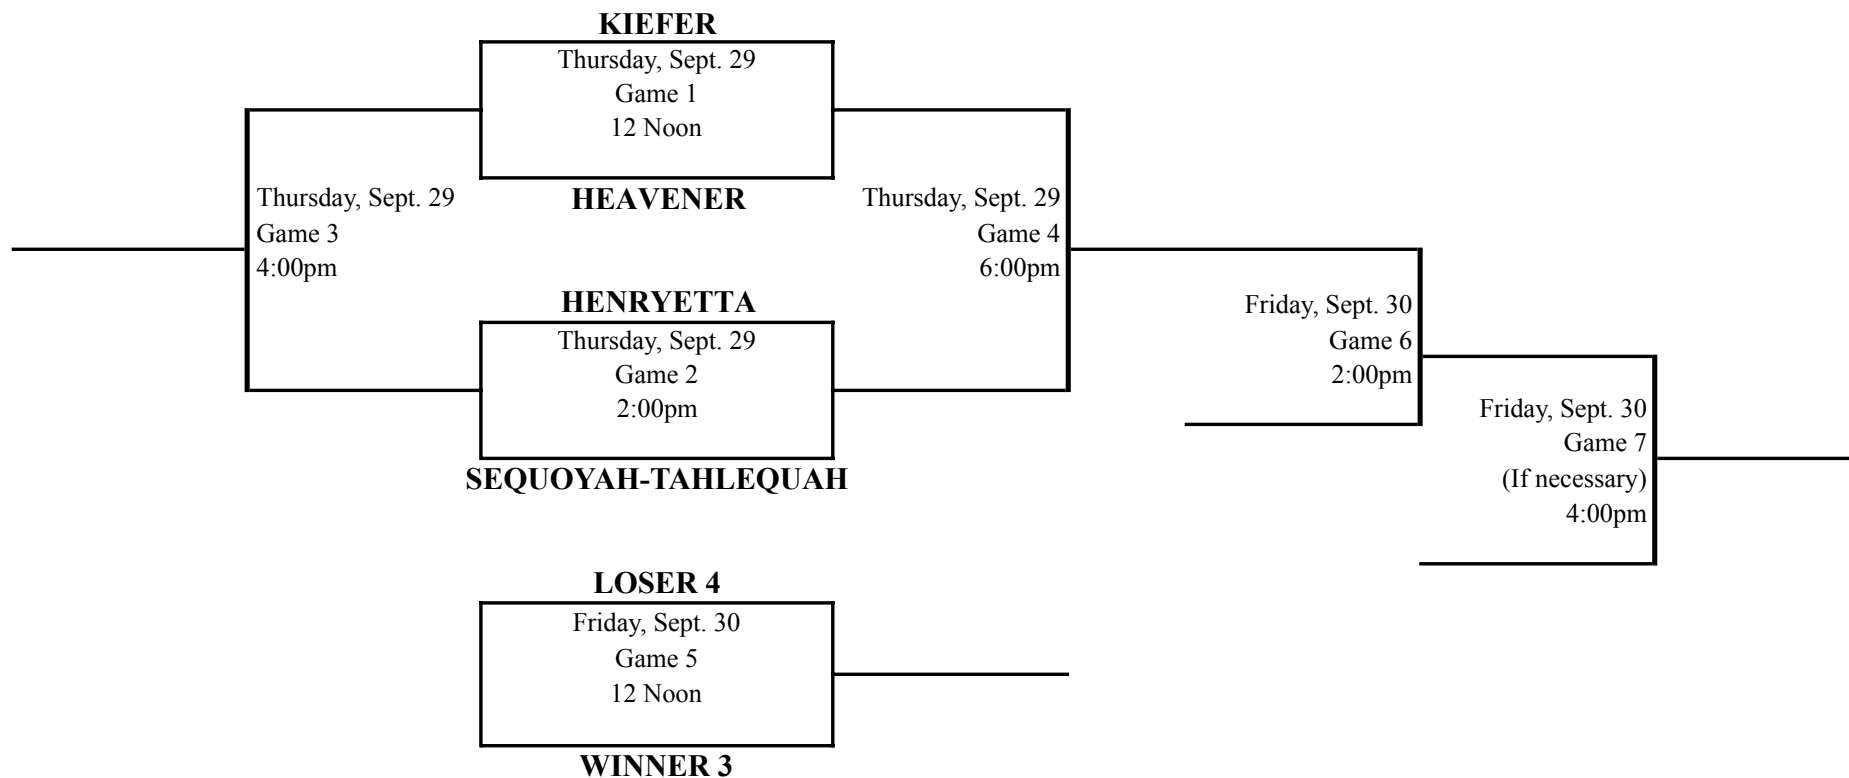 KIEFER
Thursday, Sept. 29
Game 1
12 Noon
HEAVENER
Thursday, Sept. 29
Game 3
4:00pm
Thursday, Sept. 29
Game 4
6:00pm
HENRYETTA
Thursday, Sept. 29
Game 2
2:00pm
SEQUOYAH-TAHLEQUAH
Friday, Sept. 30
Game 6
2:00pm
Friday, Sept. 30
Game 7
(If necessary)
4:00pm
LOSER 4
Friday, Sept. 30
Game 5
12 Noon
WINNER 3